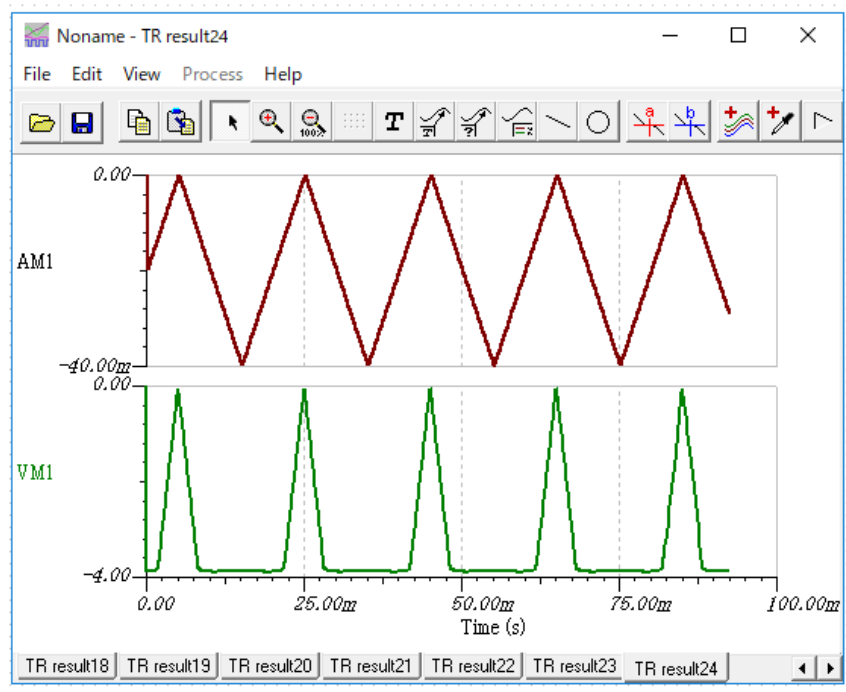 Noname - TR result24
File Edit View Process Help
100% T T ? =x a b
0.00
AM1
-40.00m
0.00
VM1
-4.00
0.00 25.00m 50.00m 75.00m 100.00m
Time (s)
TR result18 TR result19 TR result20 TR result21 TR result22 TR result23 TR result24